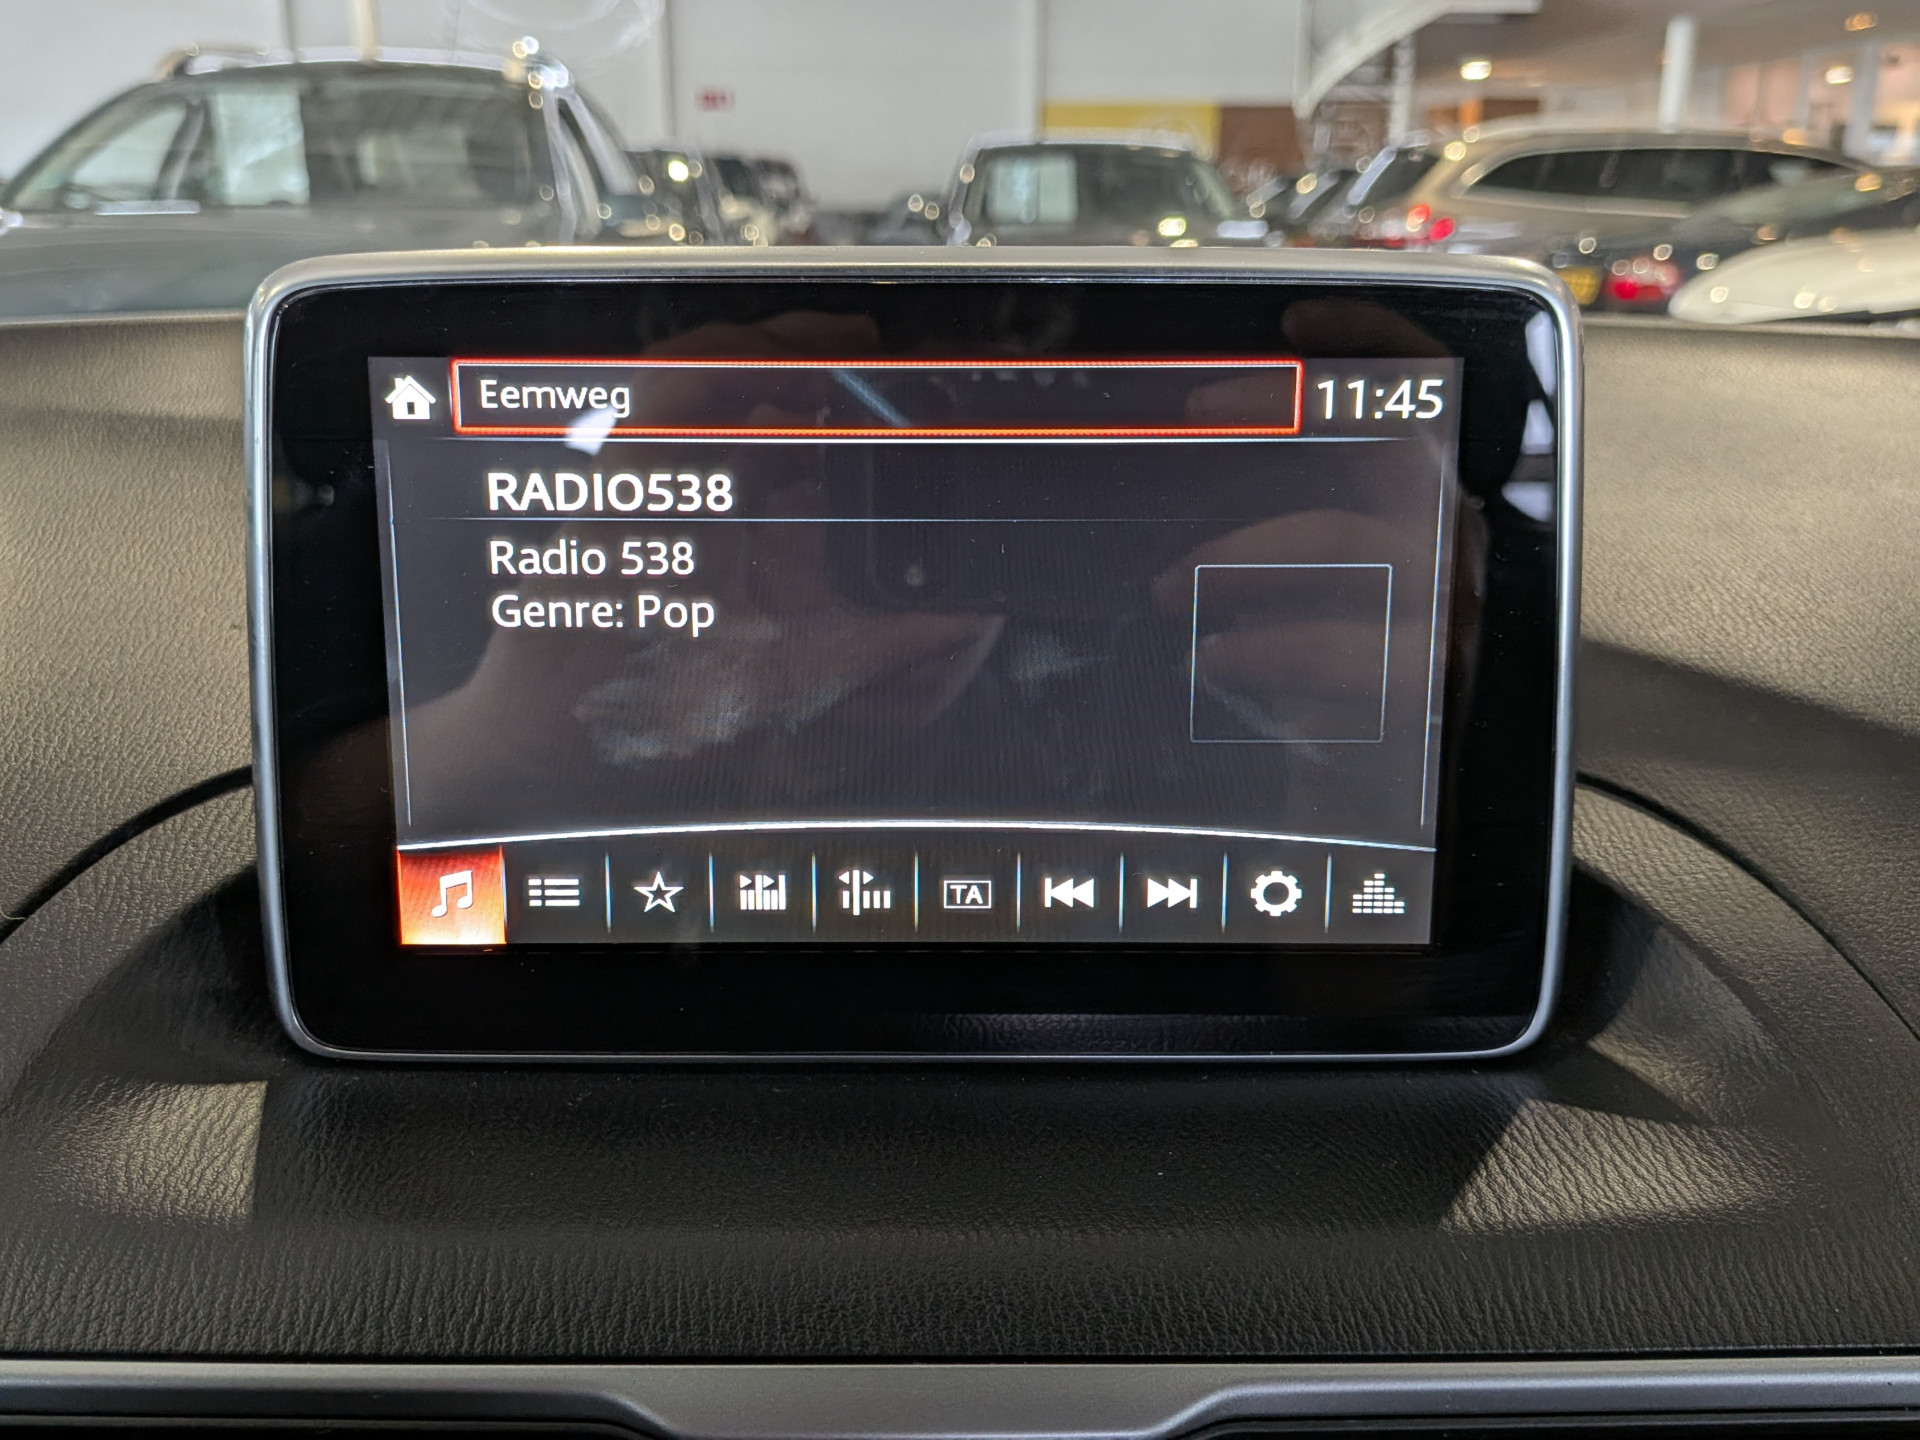 Eemweg
11:45
RADIO538
Radio 538
Genre: Pop
TA